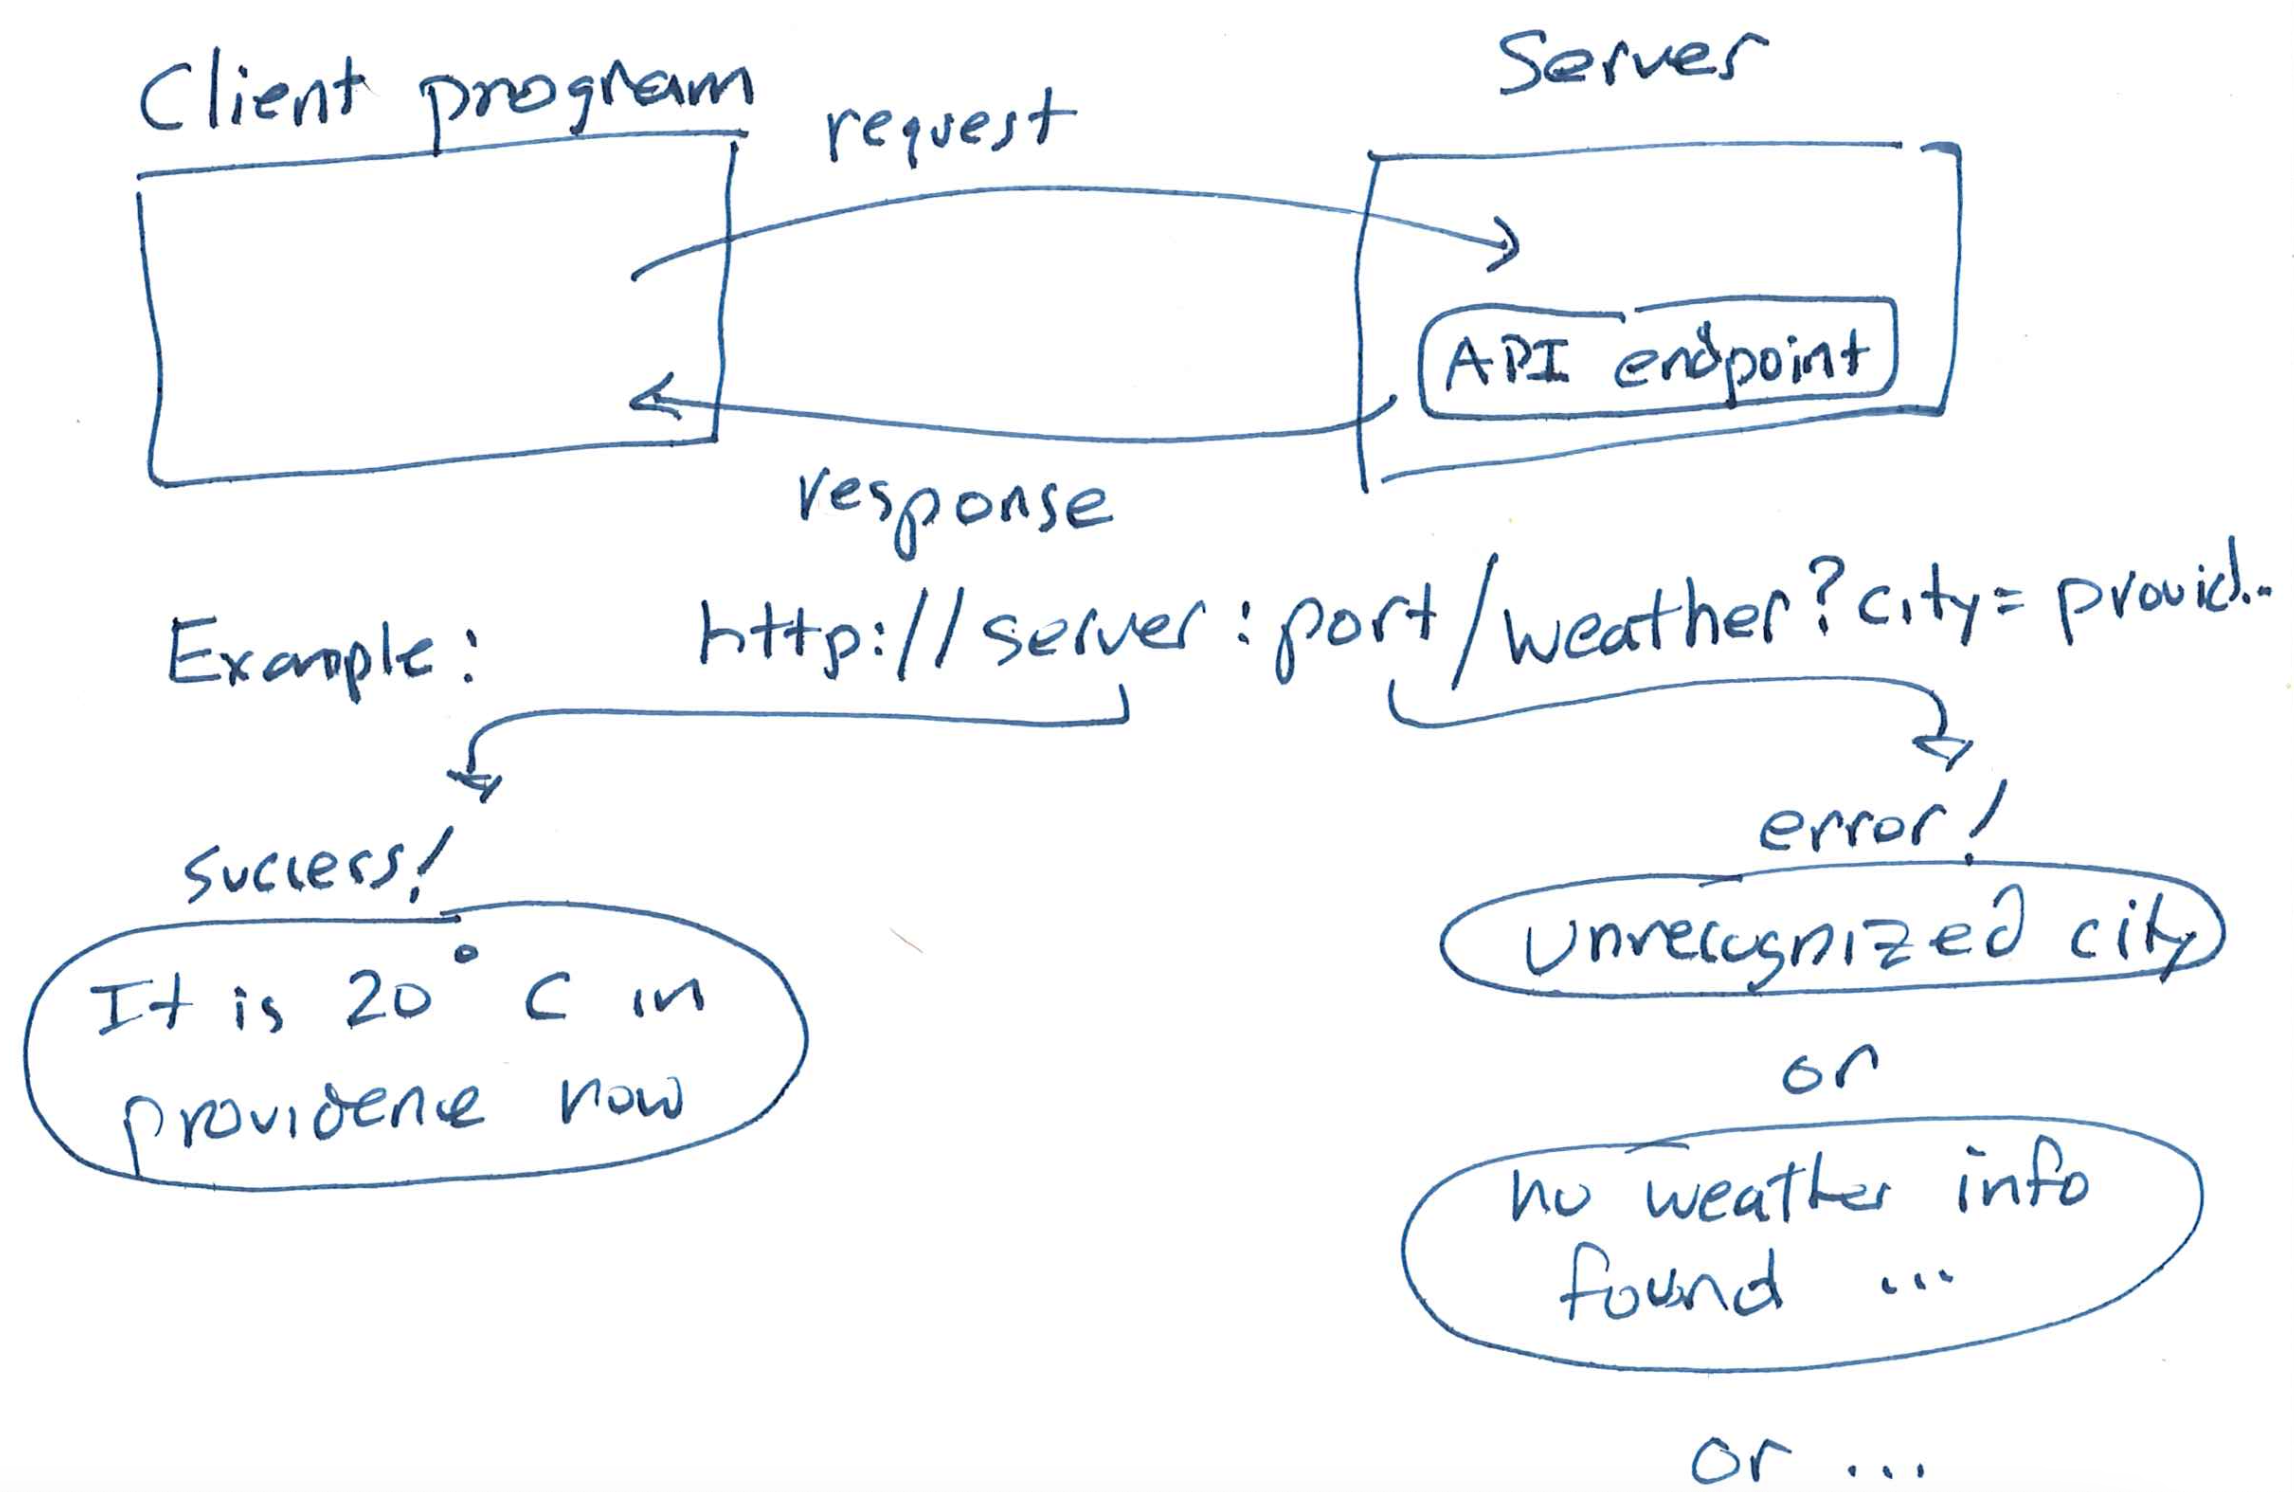 Client program
Server
request
API endpoint
response
Example: http://server:port/weather?city=provid..
success!
error!
It is 20° C in
providence now
unrecognized city
or
no weather info
found ...
or ...